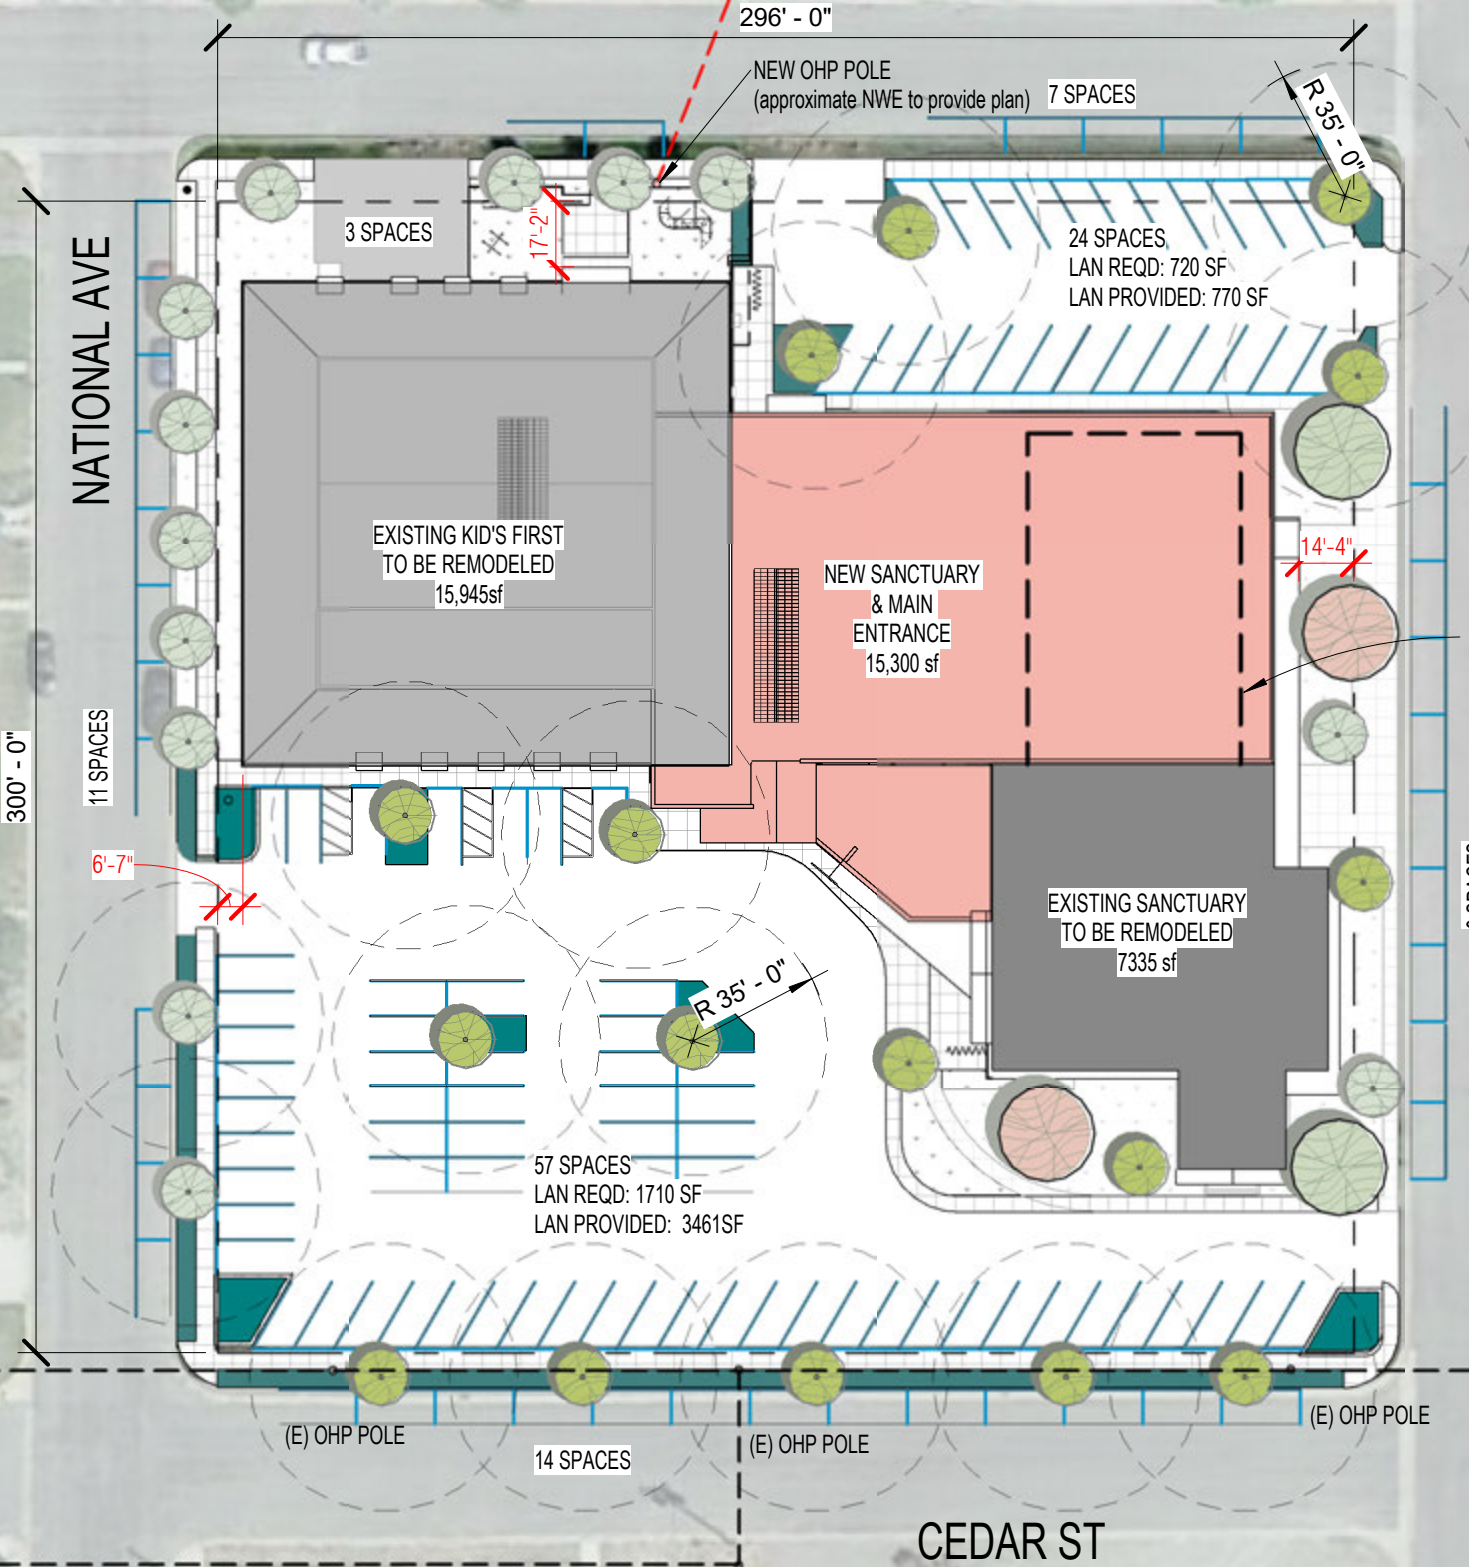 296' - 0"
NEW OHP POLE
(approximate NWE to provide plan)
7 SPACES
R 35' - 0"
3 SPACES
17'-2"
24 SPACES
LAN REQD: 720 SF
LAN PROVIDED: 770 SF
NATIONAL AVE
EXISTING KID'S FIRST
TO BE REMODELED
15,945sf
NEW SANCTUARY
& MAIN
ENTRANCE
15,300 sf
14'-4"
11 SPACES
300' - 0"
6'-7"
EXISTING SANCTUARY
TO BE REMODELED
7335 sf
R 35' - 0"
57 SPACES
LAN REQD: 1710 SF
LAN PROVIDED: 3461SF
(E) OHP POLE
14 SPACES
(E) OHP POLE
(E) OHP POLE
CEDAR ST